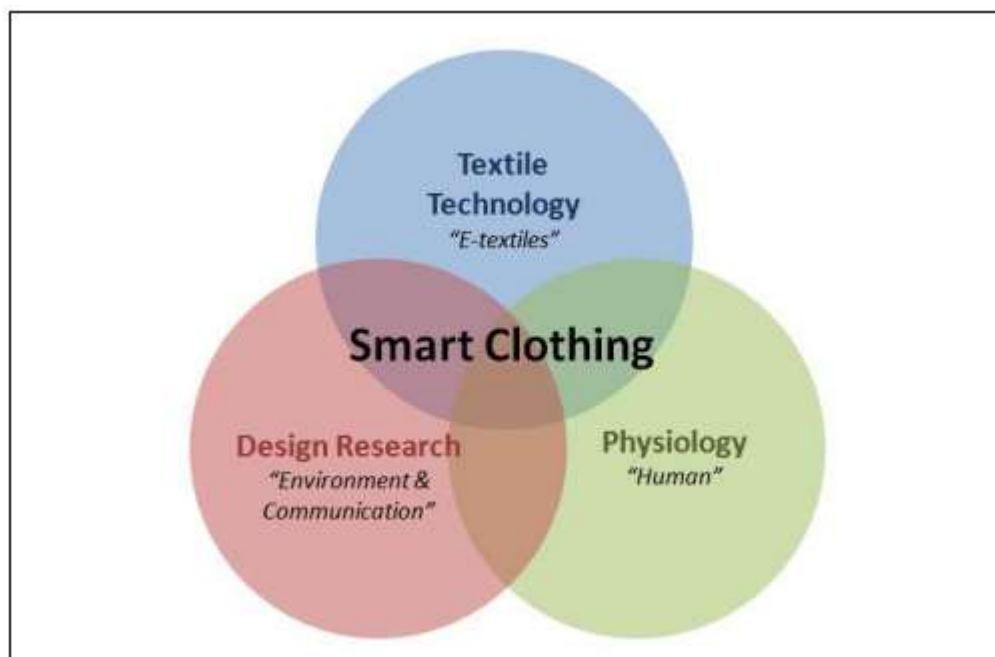 Textile
Technology
“E-textiles”
Smart Clothing
Design Research
“Environment &
Communication”
Physiology
“Human”